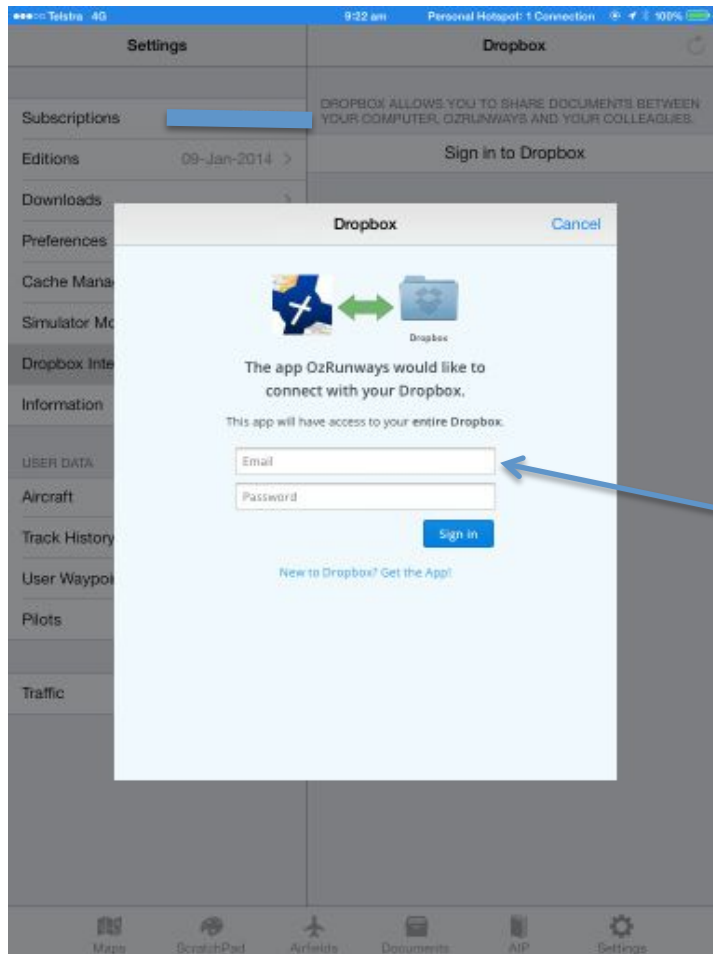 Telstra 4G 9:22 am Personal Hotspot: 1 Connection 100%
Settings
Dropbox
Subscriptions
Editions 09-Jan-2014
Downloads
Preferences
Cache Mana
Simulator Mo
Dropbox Inte
Information
USER DATA
Aircraft
Track History
User Waypoi
Pilots
Traffic
DROPBOX ALLOWS YOU TO SHARE DOCUMENTS BETWEEN
YOUR COMPUTER, OZRUNWAYS AND YOUR COLLEAGUES.
Sign in to Dropbox
Dropbox Cancel
Dropbox
The app OzRunways would like to
connect with your Dropbox.
This app will have access to your entire Dropbox.
Email
Password
Sign in
New to Dropbox? Get the App!
Maps ScratchPad Airfields Documents AIP Settings